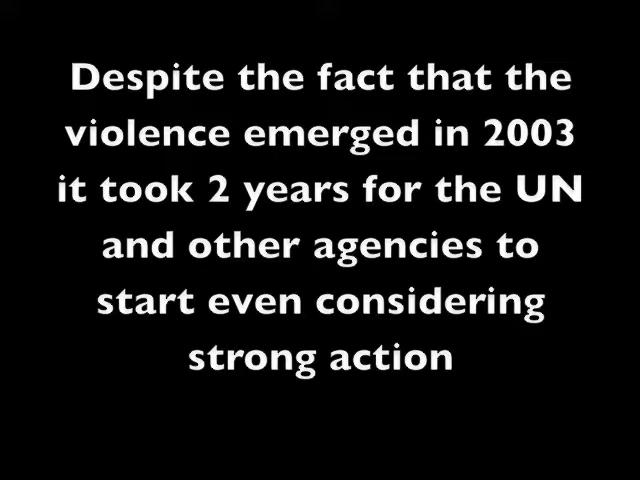 Despite the fact that the
violence emerged in 2003
it took 2 years for the UN
and other agencies to
start even considering
strong action